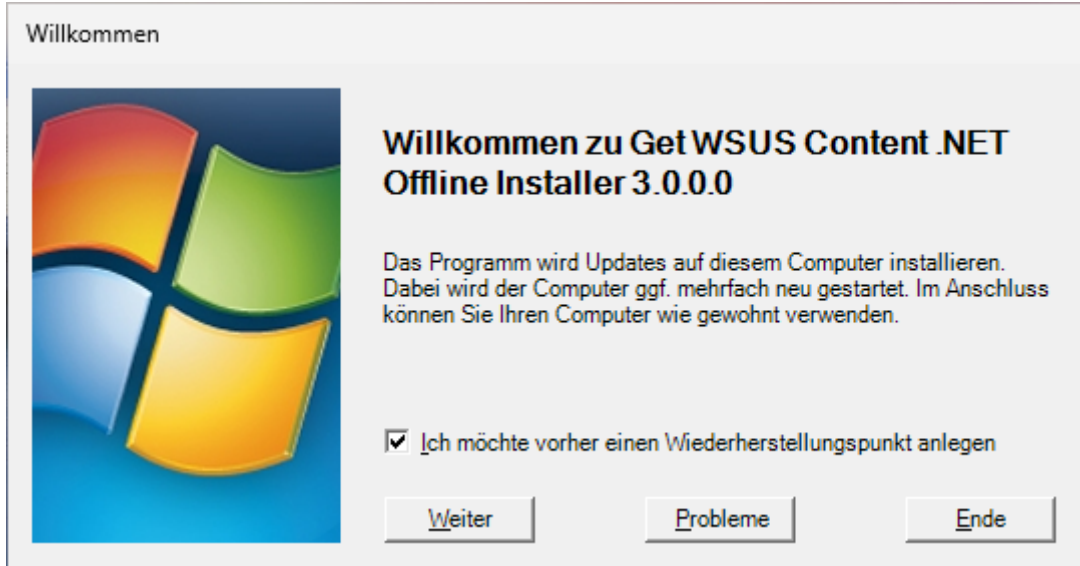 Willkommen
Willkommen zu Get WSUS Content .NET
Offline Installer 3.0.0.0
Das Programm wird Updates auf diesem Computer installieren.
Dabei wird der Computer ggf. mehrfach neu gestartet. Im Anschluss
können Sie Ihren Computer wie gewohnt verwenden.
Ich möchte vorher einen Wiederherstellungspunkt anlegen
Weiter Probleme Ende